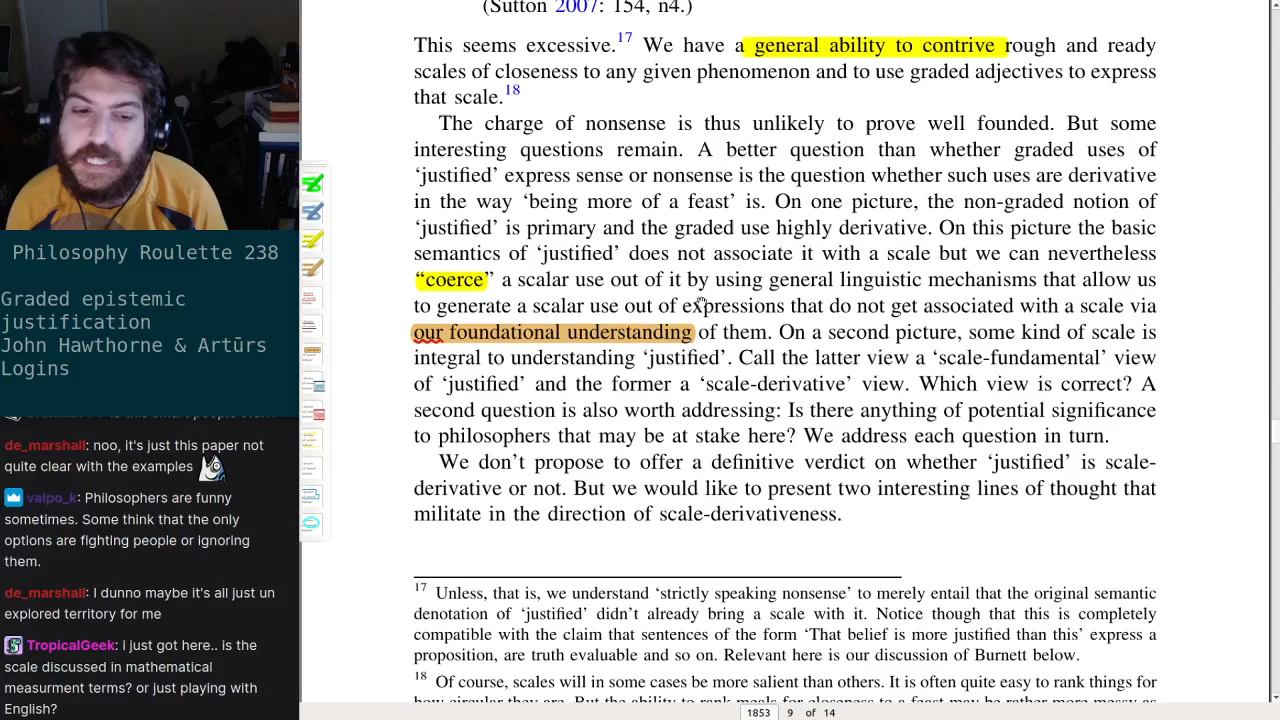 (Sutton 2007: 154, n4.)
This seems excessive.17 We have a general ability to contrive rough and ready
scales of closeness to any given phenomenon and to use graded adjectives to express
that scale.18
The charge of nonsense is thus unlikely to prove well founded. But some
interesting questions remain. A better question than whether graded uses of
‘justified’ express sense or nonsense is the question whether such uses are derivative
in the way ‘being more of a feast’ is. On one picture, the non-graded notion of
‘justified’ is primary and the graded use highly derivative. On this picture the basic
semantics of ‘justified’ does not associate it with a scale but we can nevertheless
“coerce” a scalar use out of it by using general linguistic mechanisms that allow us
to generate a scalar use out of expressions that do not get associated with a scale via
our foundational understanding of them. On a second picture, some kind of scale is
integral to understanding ‘justified’. Call the latter view a ‘scale-fundamental’ view
of ‘justified’ and the former a ‘scale-derivative’ view. Which view is correct? A
second question is also worth addressing: Is there anything of potential significance
to philosophers that may be at stake here? We address each question in turn.
We don’t propose to offer a definitive verdict on whether ‘justified’ is scale-
derivative or not. But we would like to present two interesting lines of thought that
militate in the direction of scale-derivativeness.
17 Unless, that is, we understand ‘strictly speaking nonsense’ to merely entail that the original semantic
denotation of ‘justified’ didn’t already bring a scale with it. Notice though that this is completely
compatible with the claim that sentences of the form ‘That belief is more justified than this’ express a
proposition, are truth evaluable and so on. Relevant here is our discussion of Burnett below.
18 Of course, scales will in some cases be more salient than others. It is often quite easy to rank things for
1853 9 of 14
Philosophy Roulette 238
Graded epistemic
justification
John Hawthorne & Artūrs
Logins
de_marshall: noo, it's just this paper not
quite clear with the examples
valpo_k: Philosophers are funny
sometimes. Some think that the only
options are fighting people or ignoring
them.
de_marshall: I dunno maybe it's all just un
explored territory for me
TropicalGeek: i just got here.. is the
scale discussed in mathematical
measurment terms? or just playing with
English?